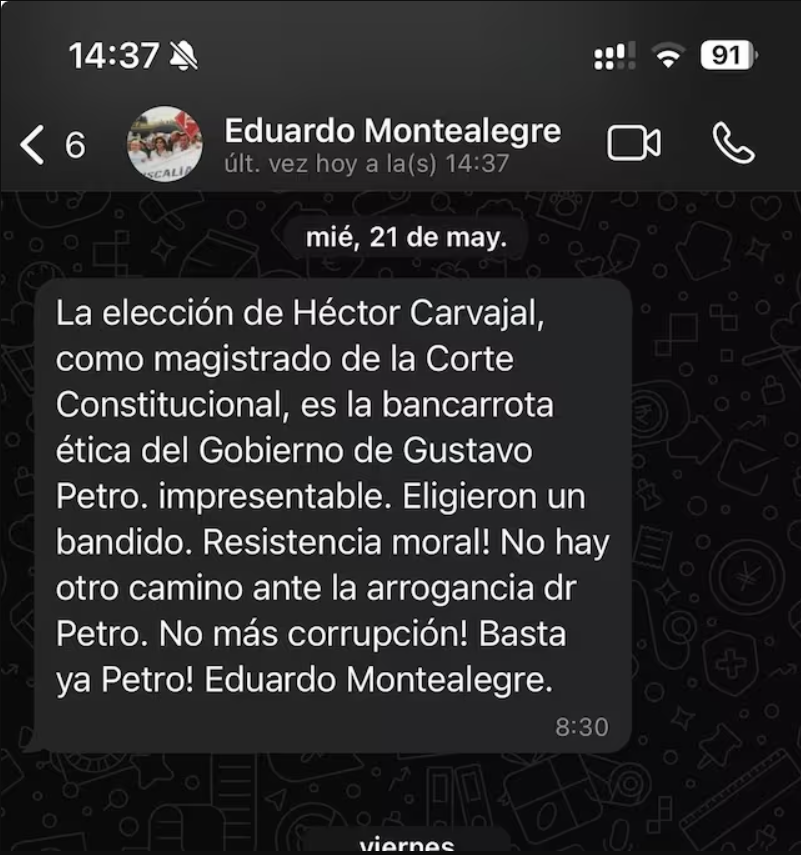 14:37
91
6
Eduardo Montealegre
últ. vez hoy a la(s) 14:37
mié, 21 de may.
La elección de Héctor Carvajal,
como magistrado de la Corte
Constitucional, es la bancarrota
ética del Gobierno de Gustavo
Petro. impresentable. Eligieron un
bandido. Resistencia moral! No hay
otro camino ante la arrogancia dr
Petro. No más corrupción! Basta
ya Petro! Eduardo Montealegre.
8:30
viernes